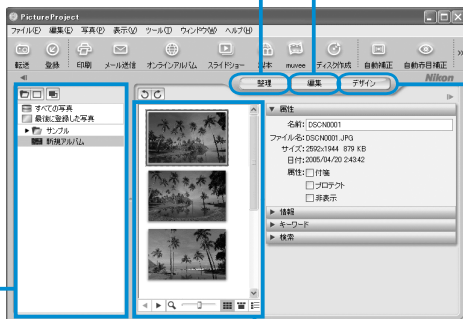 PictureProject
ファイル(F) 編集(E) 写真(P) 表示(V) ツール(T) ウィンドウ(W) ヘルプ(H)
転送 登録 印刷 メール送信 オンラインアルバム スライドショー 製本 muvee ディスク作成 自動補正 自動赤目補正
整理 編集 デザイン
Nikon
すべての写真
最後に登録した写真
サンプル
新規アルバム
属性
名前: DSCN0001
ファイル名: DSCN0001.JPG
サイズ: 2592x1944 879 KB
日付: 2005/04/20 2:43:42
属性: 付箋
プロテクト
非表示
情報
キーワード
検索